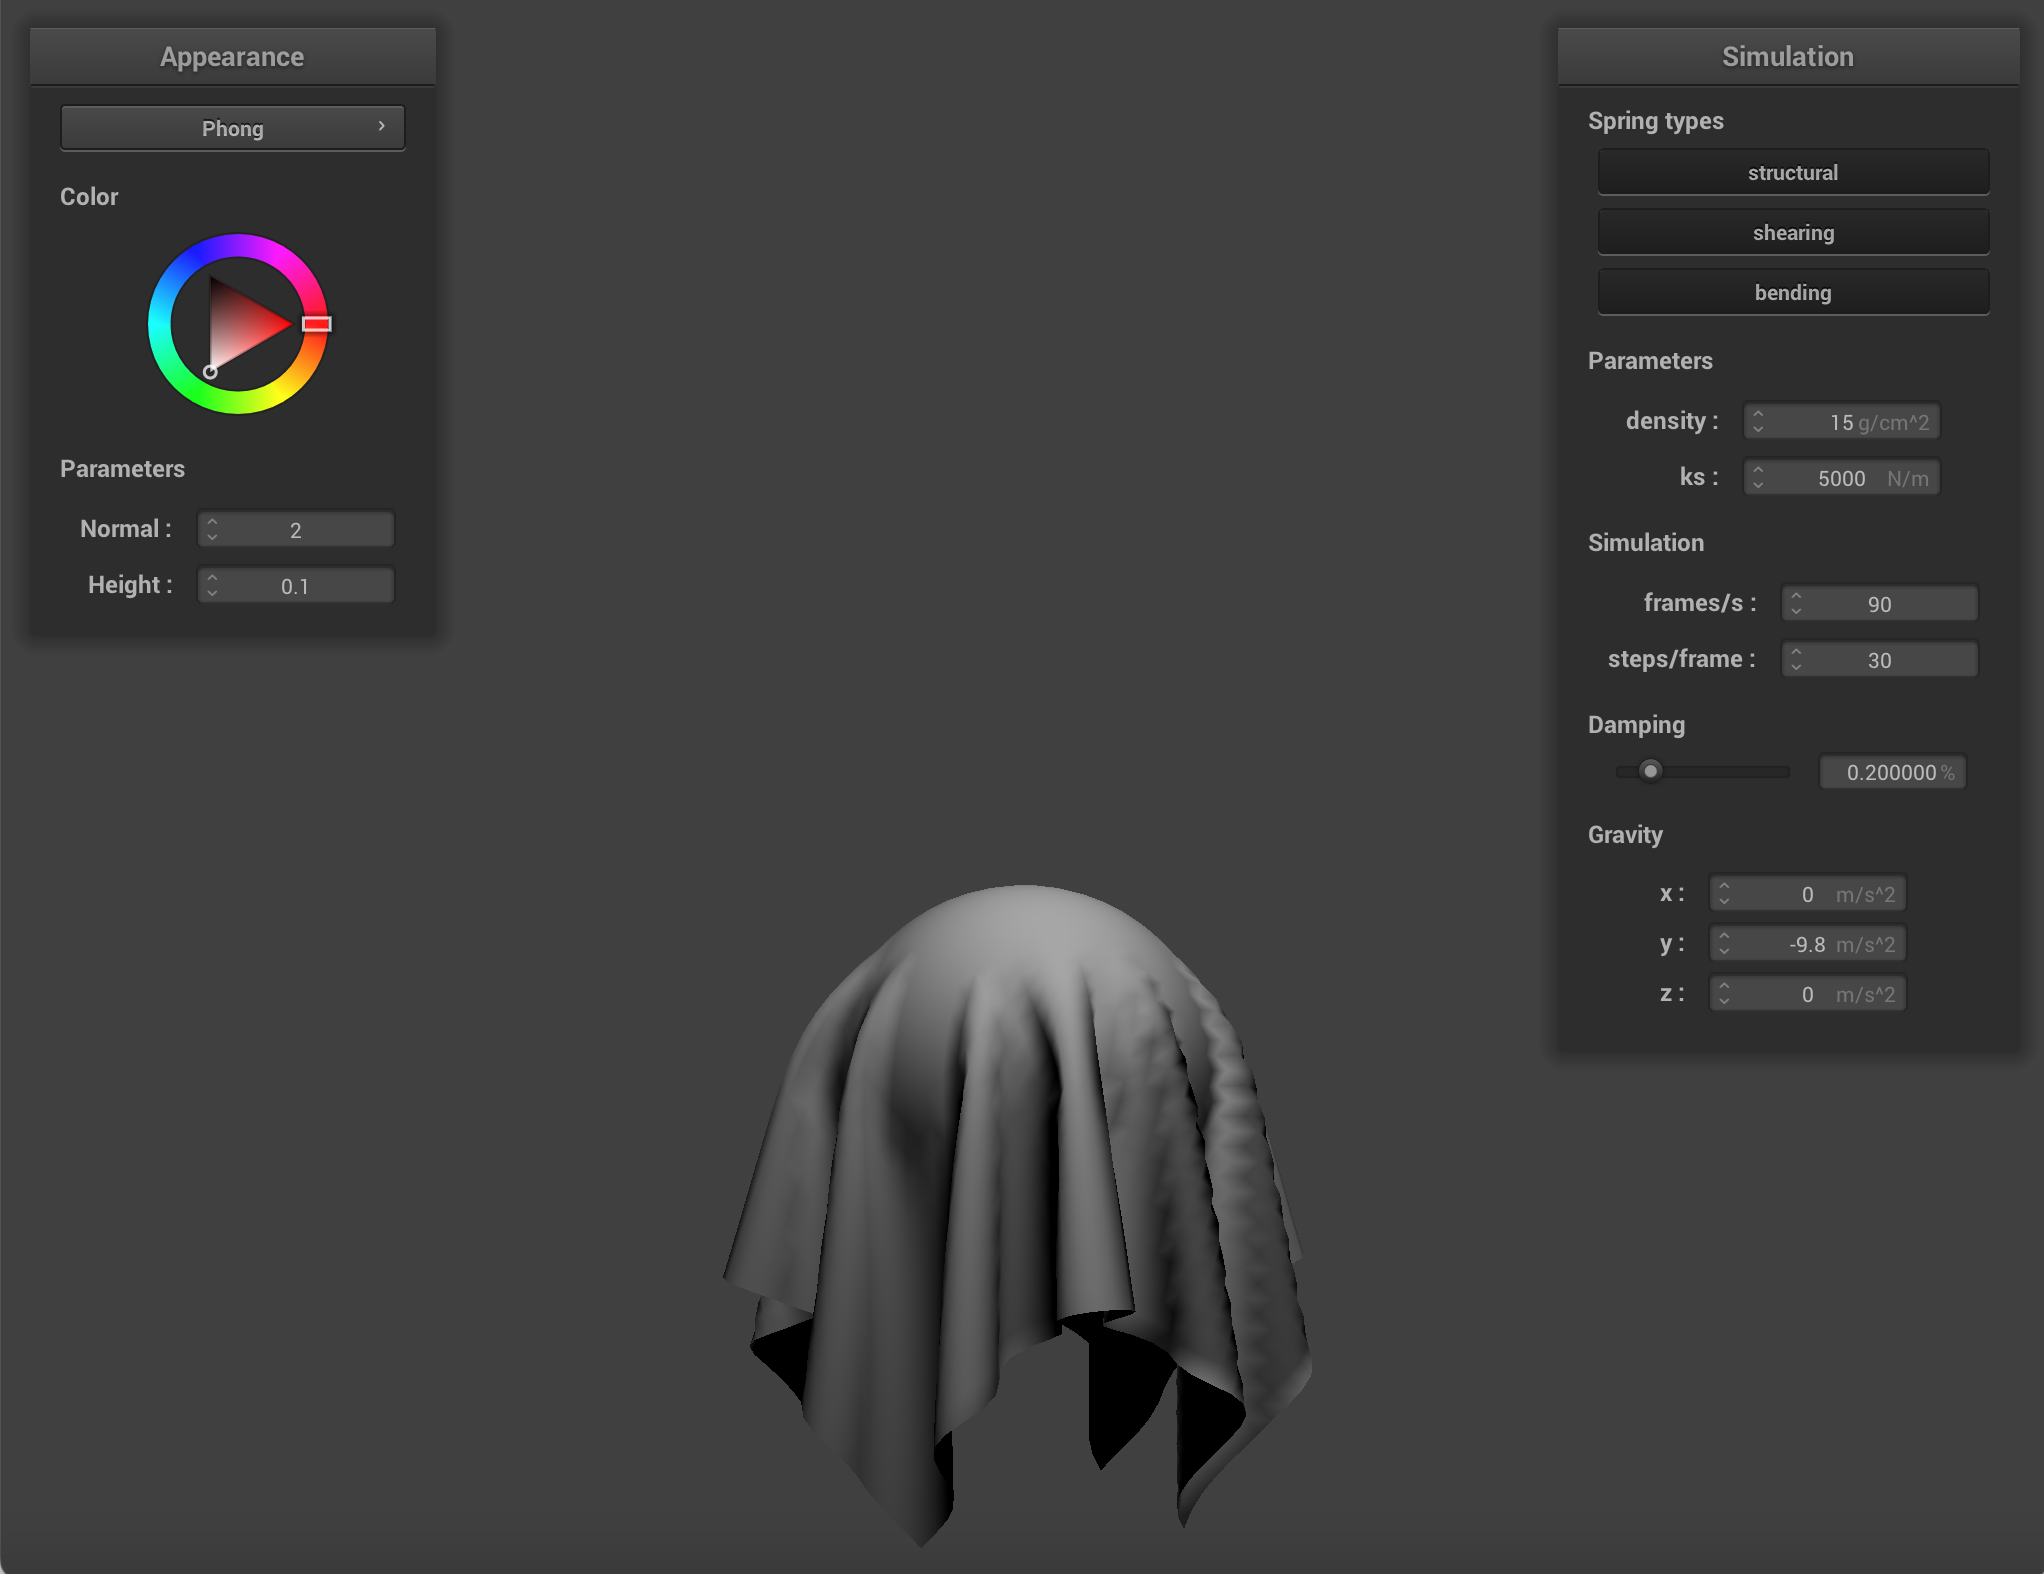 Appearance
Phong
Color
Parameters
Normal : 2
Height : 0.1
Simulation
Spring types
structural
shearing
bending
Parameters
density : 15 g/cm^2
ks : 5000 N/m
Simulation
frames/s : 90
steps/frame : 30
Damping
0.200000 %
Gravity
x : 0 m/s^2
y : -9.8 m/s^2
z : 0 m/s^2